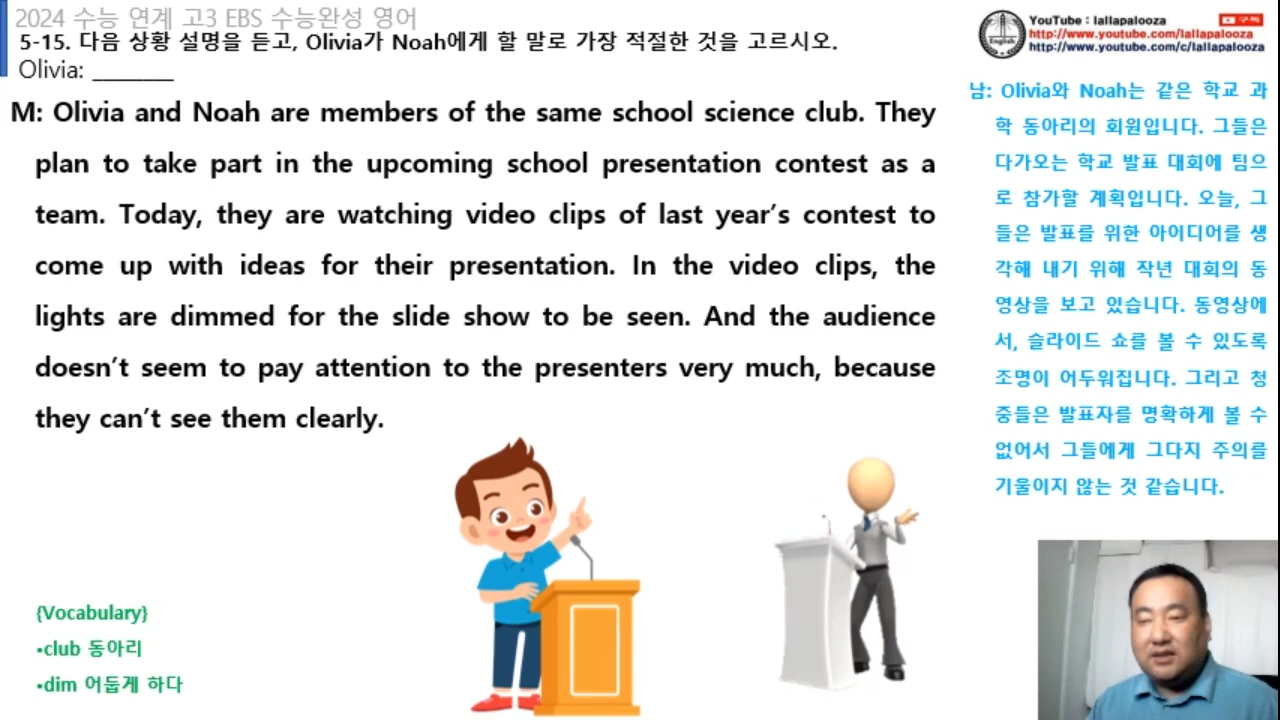 2024 수능 연계 고3 EBS 수능완성 영어
5-15. 다음 상황 설명을 듣고, Olivia가 Noah에게 할 말로 가장 적절한 것을 고르시오.
Olivia: ________
M: Olivia and Noah are members of the same school science club. They
plan to take part in the upcoming school presentation contest as a
team. Today, they are watching video clips of last year’s contest to
come up with ideas for their presentation. In the video clips, the
lights are dimmed for the slide show to be seen. And the audience
doesn’t seem to pay attention to the presenters very much, because
they can’t see them clearly.
{Vocabulary}
•club 동아리
•dim 어둡게 하다
English
YouTube : lallapalooza
구독
http://www.youtube.com/lallapalooza
http://www.youtube.com/c/lallapalooza
남: Olivia와 Noah는 같은 학교 과
학 동아리의 회원입니다. 그들은
다가오는 학교 발표 대회에 팀으
로 참가할 계획입니다. 오늘, 그
들은 발표를 위한 아이디어를 생
각해 내기 위해 작년 대회의 동
영상을 보고 있습니다. 동영상에
서, 슬라이드 쇼를 볼 수 있도록
조명이 어두워집니다. 그리고 청
중들은 발표자를 명확하게 볼 수
없어서 그들에게 그다지 주의를
기울이지 않는 것 같습니다.